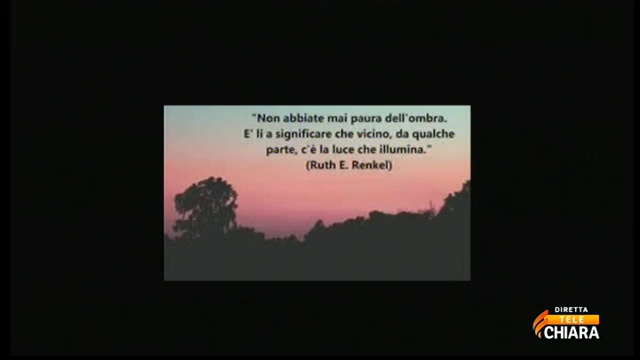 "Non abbiate mai paura dell'ombra.
E' li a significare che vicino, da qualche
parte, c'è la luce che illumina."
(Ruth E. Renkel)
DIRETTA
TELE
CHIARA